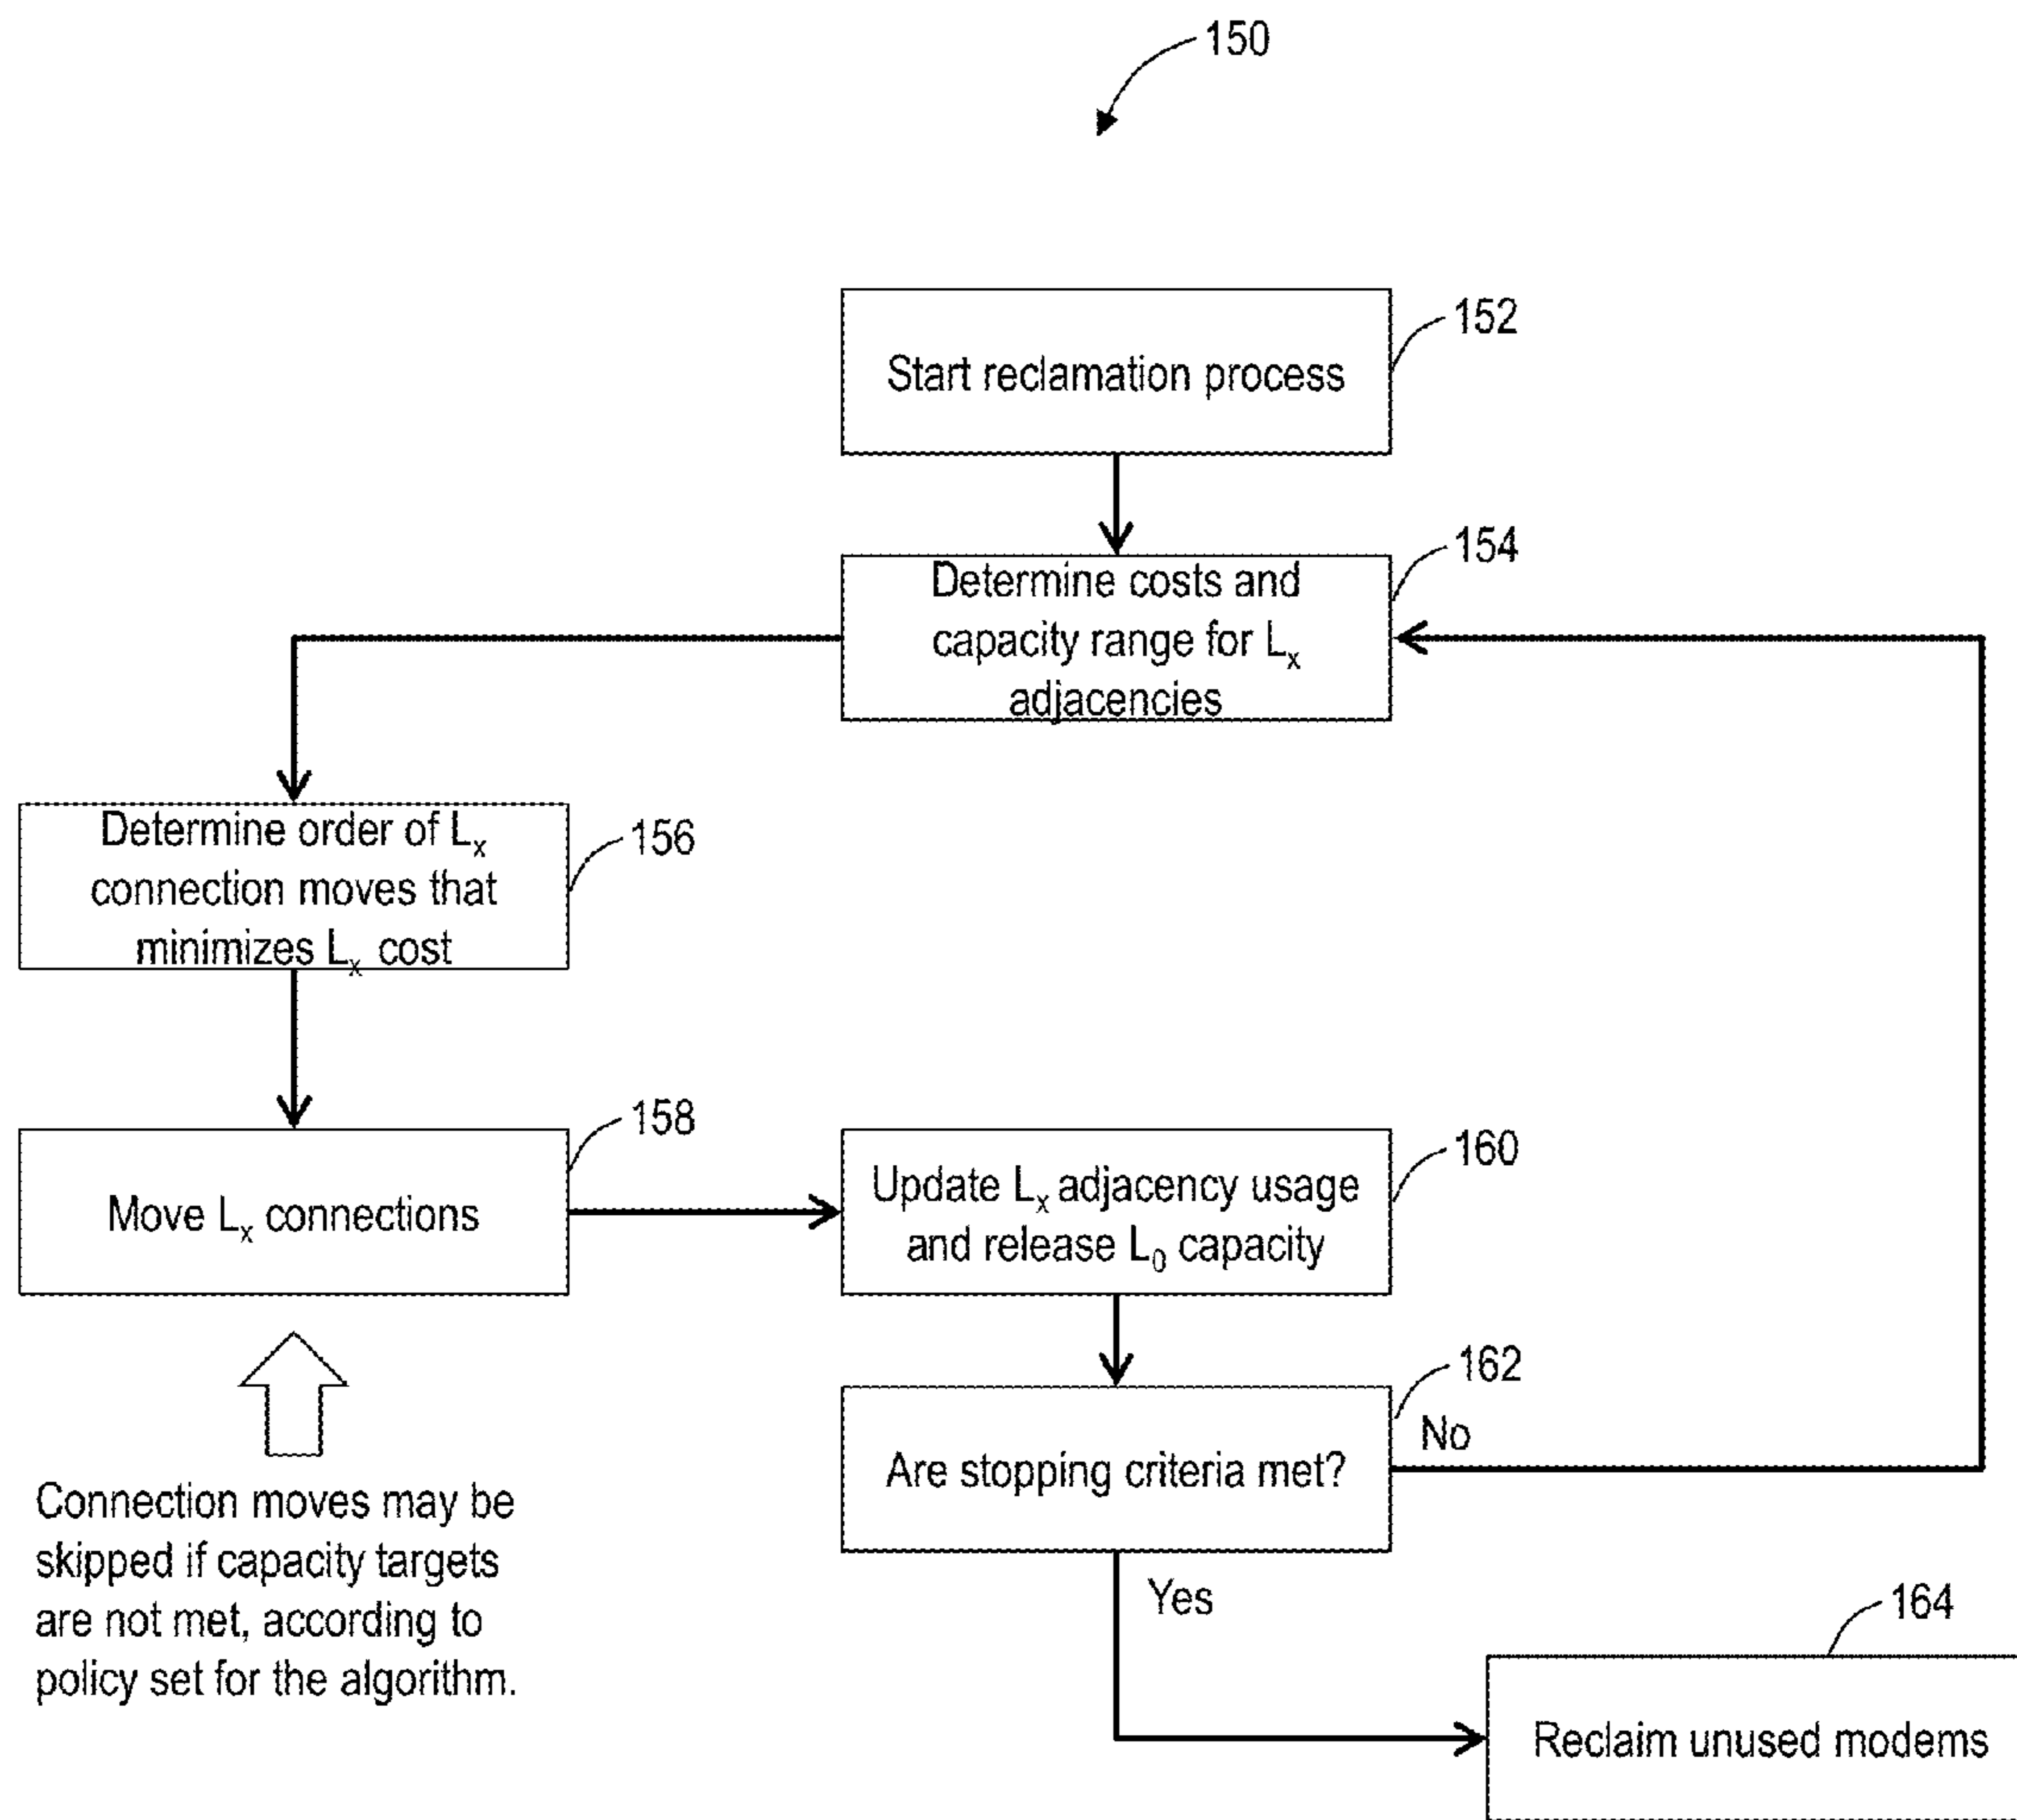 150
152
Start reclamation process
154
Determine costs and
capacity range for Lₓ
adjacencies
Determine order of Lₓ
connection moves that
minimizes Lₓ cost
156
158
Move Lₓ connections
160
Update Lₓ adjacency usage
and release L₀ capacity
162
Are stopping criteria met?
No
Yes
Connection moves may be
skipped if capacity targets
are not met, according to
policy set for the algorithm.
164
Reclaim unused modems